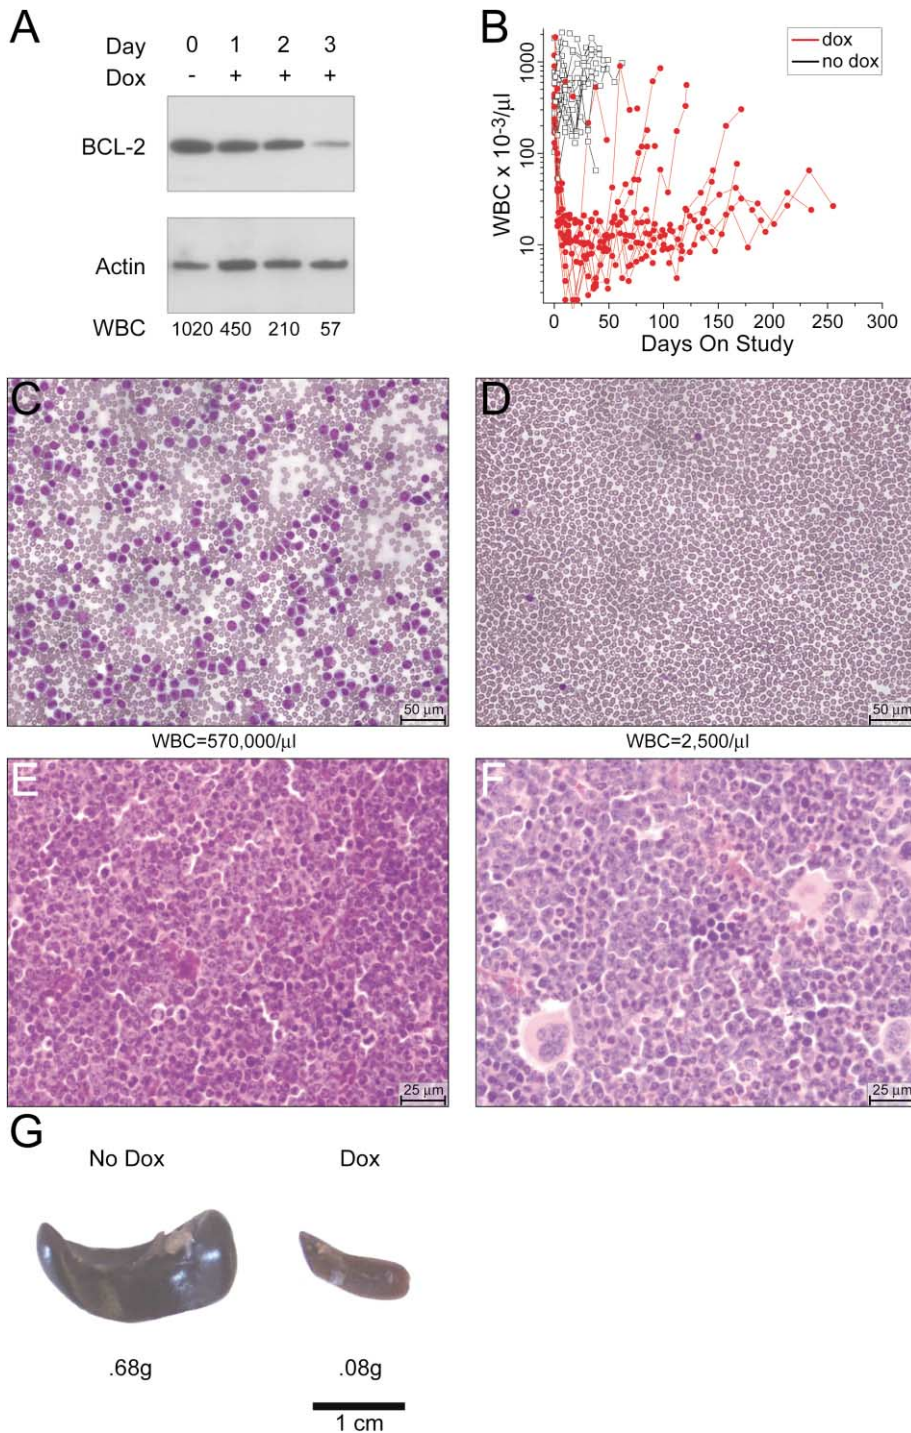 A
Day 0 1 2 3
Dox - + + +
BCL-2
Actin
WBC 1020 450 210 57
B
dox
no dox
WBC x 10-3/µl
1000
100
10
0 50 100 150 200 250 300
Days On Study
C
50 µm
WBC=570,000/µl
D
50 µm
WBC=2,500/µl
E
25 µm
F
25 µm
G
No Dox Dox
.68g .08g
1 cm